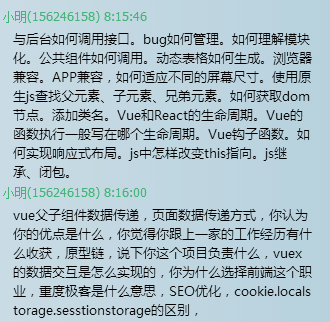 小明(156246158) 8:15:46
与后台如何调用接口。bug如何管理。如何理解模块
化。公共组件如何调用。动态表格如何生成。浏览器
兼容。APP兼容，如何适应不同的屏幕尺寸。使用原
生js查找父元素、子元素、兄弟元素。如何获取dom
节点。添加类名。Vue和React的生命周期。Vue的
函数执行一般写在哪个生命周期。Vue钩子函数。如
何实现响应式布局。js中怎样改变this指向。js继
承、闭包。
小明(156246158) 8:16:00
vue父子组件数据传递，页面数据传递方式，你认为
你的优点是什么，你觉得你跟上一家的工作经历有什
么收获，原型链，说下你这个项目负责什么，vuex
的数据交互是怎么实现的，你为什么选择前端这个职
业，重度极客是什么意思，SEO优化，cookie.locals
torage.sesstionstorage的区别，